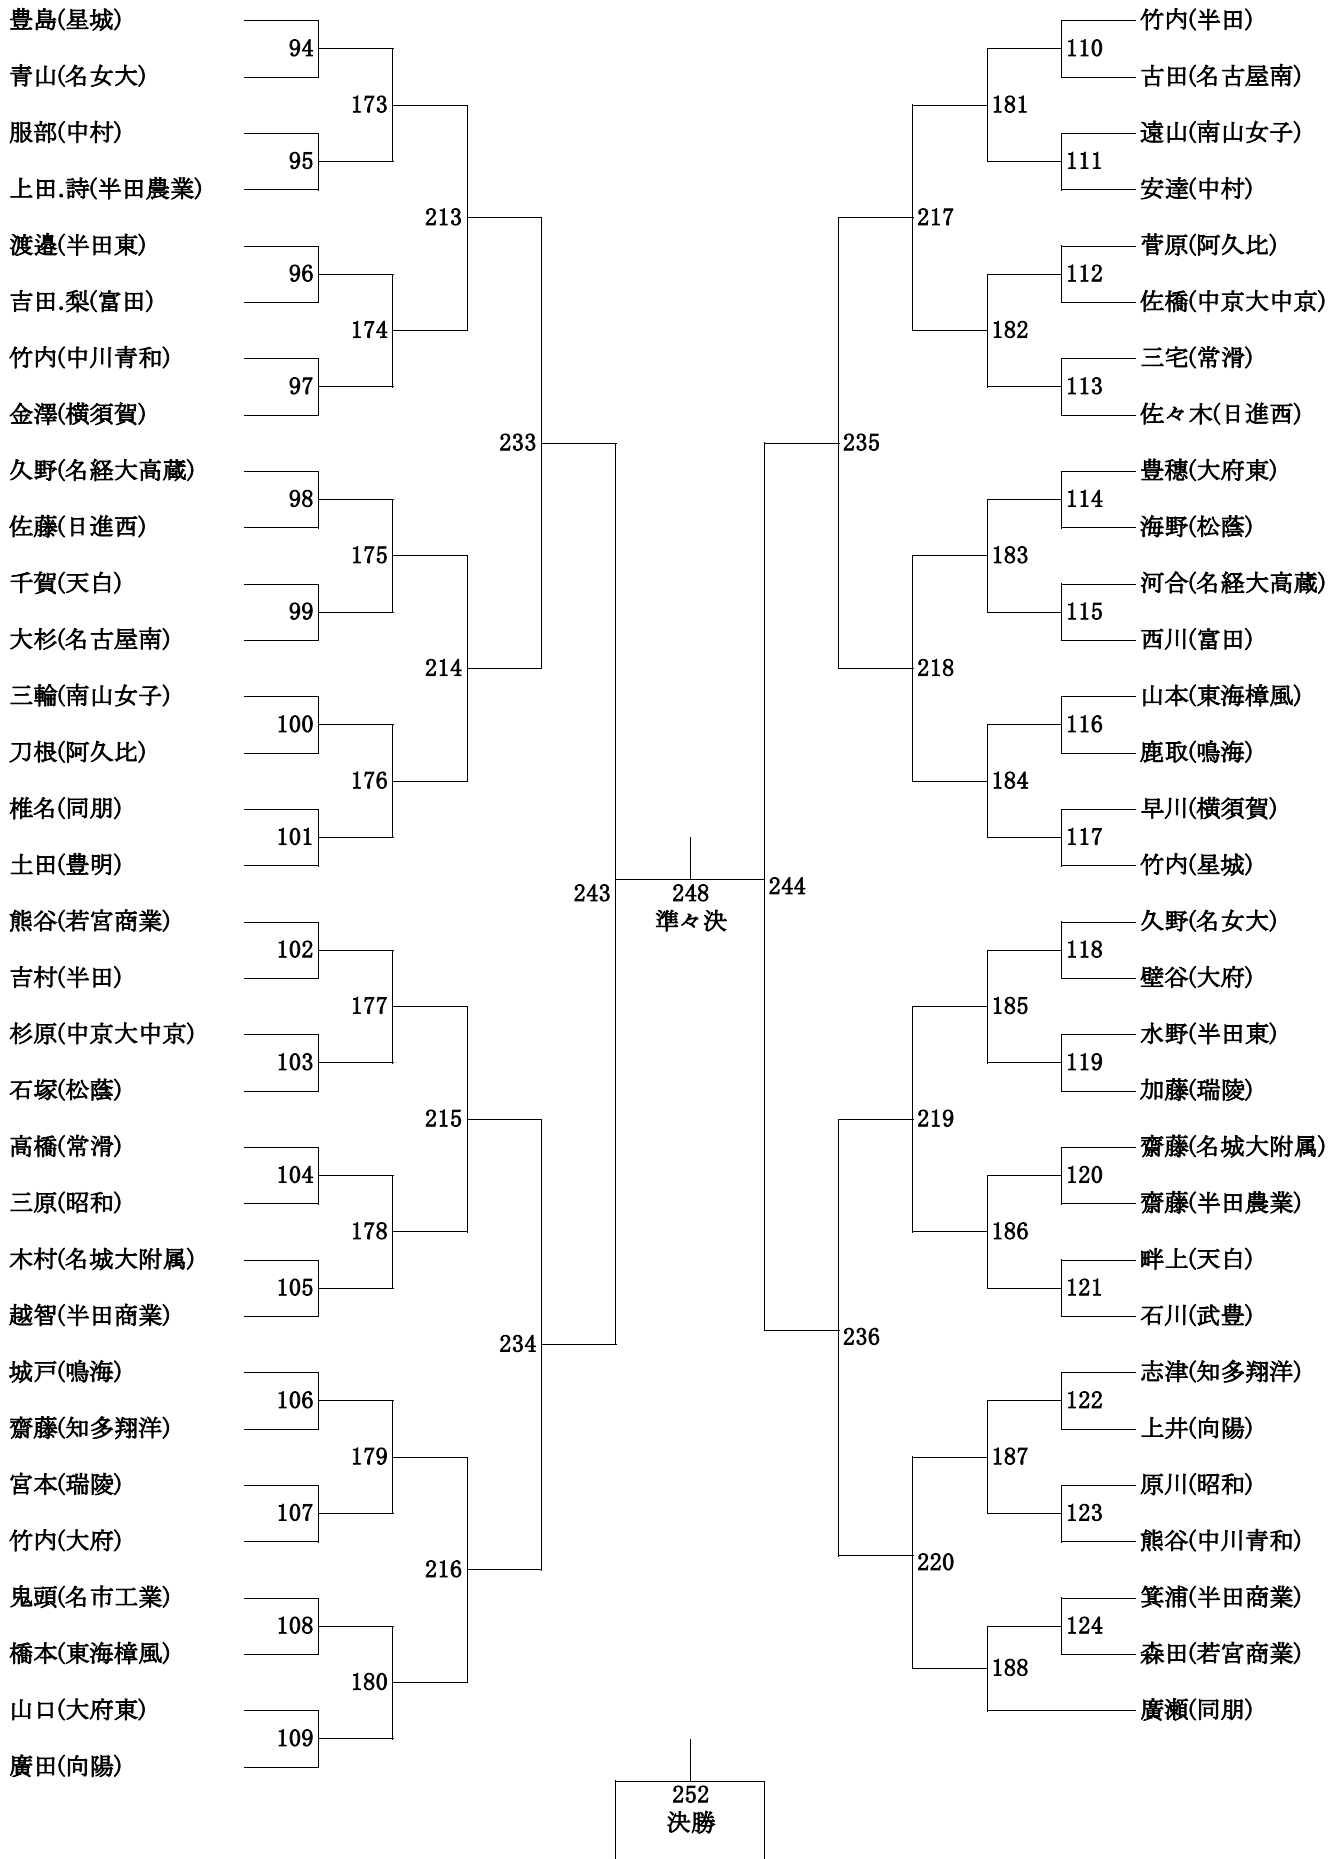 豊島(星城)
94
青山(名女大)
173
服部(中村)
95
上田.詩(半田農業)
213
渡邉(半田東)
96
吉田.梨(富田)
174
竹内(中川青和)
97
金澤(横須賀)
233
久野(名経大高蔵)
98
佐藤(日進西)
175
千賀(天白)
99
大杉(名古屋南)
214
三輪(南山女子)
100
刀根(阿久比)
176
椎名(同朋)
101
土田(豊明)
243
熊谷(若宮商業)
102
吉村(半田)
177
杉原(中京大中京)
103
石塚(松蔭)
215
高橋(常滑)
104
三原(昭和)
178
木村(名城大附属)
105
越智(半田商業)
234
城戸(鳴海)
106
齋藤(知多翔洋)
179
宮本(瑞陵)
107
竹内(大府)
216
鬼頭(名市工業)
108
橋本(東海樟風)
180
山口(大府東)
109
廣田(向陽)
248
準々決
252
決勝
竹内(半田)
110
古田(名古屋南)
181
遠山(南山女子)
111
安達(中村)
217
菅原(阿久比)
112
佐橋(中京大中京)
182
三宅(常滑)
113
佐々木(日進西)
235
豊穂(大府東)
114
海野(松蔭)
183
河合(名経大高蔵)
115
西川(富田)
218
山本(東海樟風)
116
鹿取(鳴海)
184
早川(横須賀)
117
竹内(星城)
244
久野(名女大)
118
壁谷(大府)
185
水野(半田東)
119
加藤(瑞陵)
219
齋藤(名城大附属)
120
齋藤(半田農業)
186
畔上(天白)
121
石川(武豊)
236
志津(知多翔洋)
122
上井(向陽)
187
原川(昭和)
123
熊谷(中川青和)
220
箕浦(半田商業)
124
森田(若宮商業)
188
廣瀬(同朋)